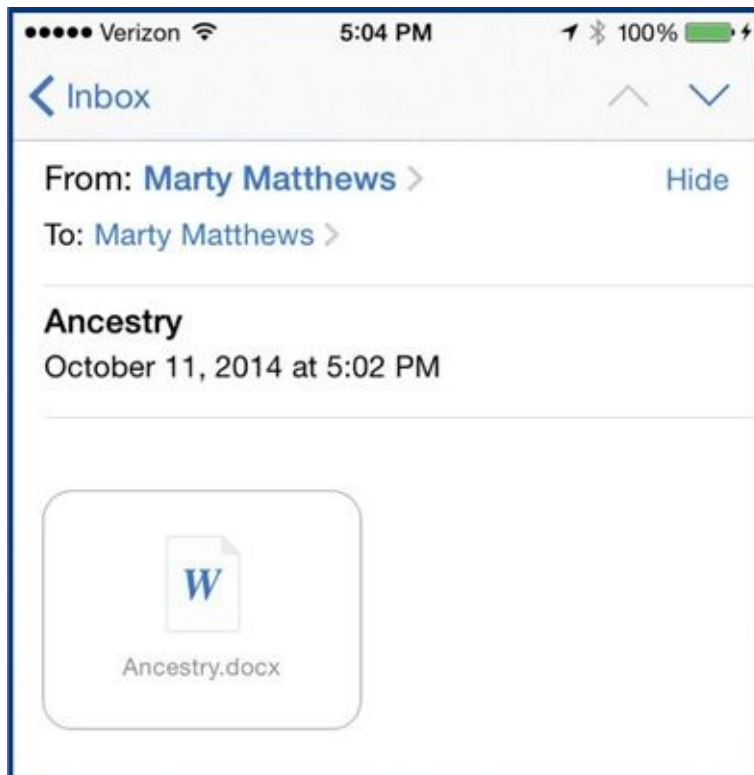 Verizon 5:04 PM 100%
Inbox
From: Marty Matthews Hide
To: Marty Matthews
Ancestry
October 11, 2014 at 5:02 PM
W
Ancestry.docx